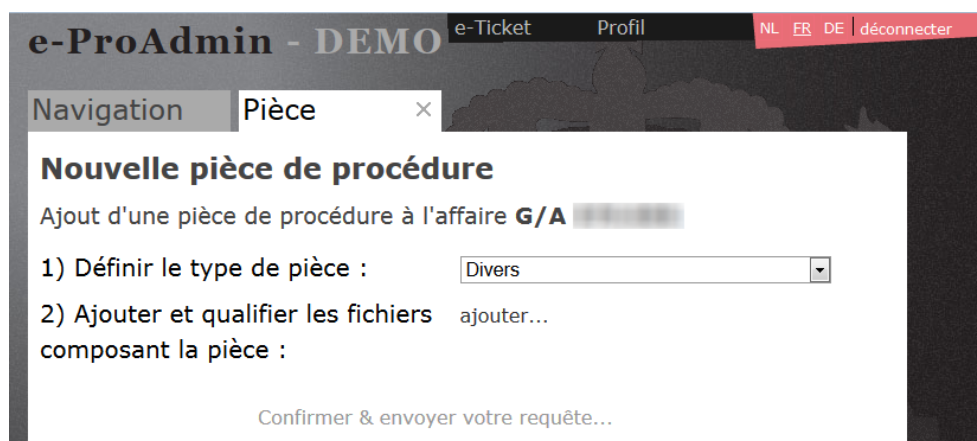 e-ProAdmin - DEMO
e-Ticket Profil NL FR DE déconnecter
Navigation Pièce ×
Nouvelle pièce de procédure
Ajout d'une pièce de procédure à l'affaire G/A
1) Définir le type de pièce : Divers
2) Ajouter et qualifier les fichiers ajouter...
composant la pièce :
Confirmer & envoyer votre requête...